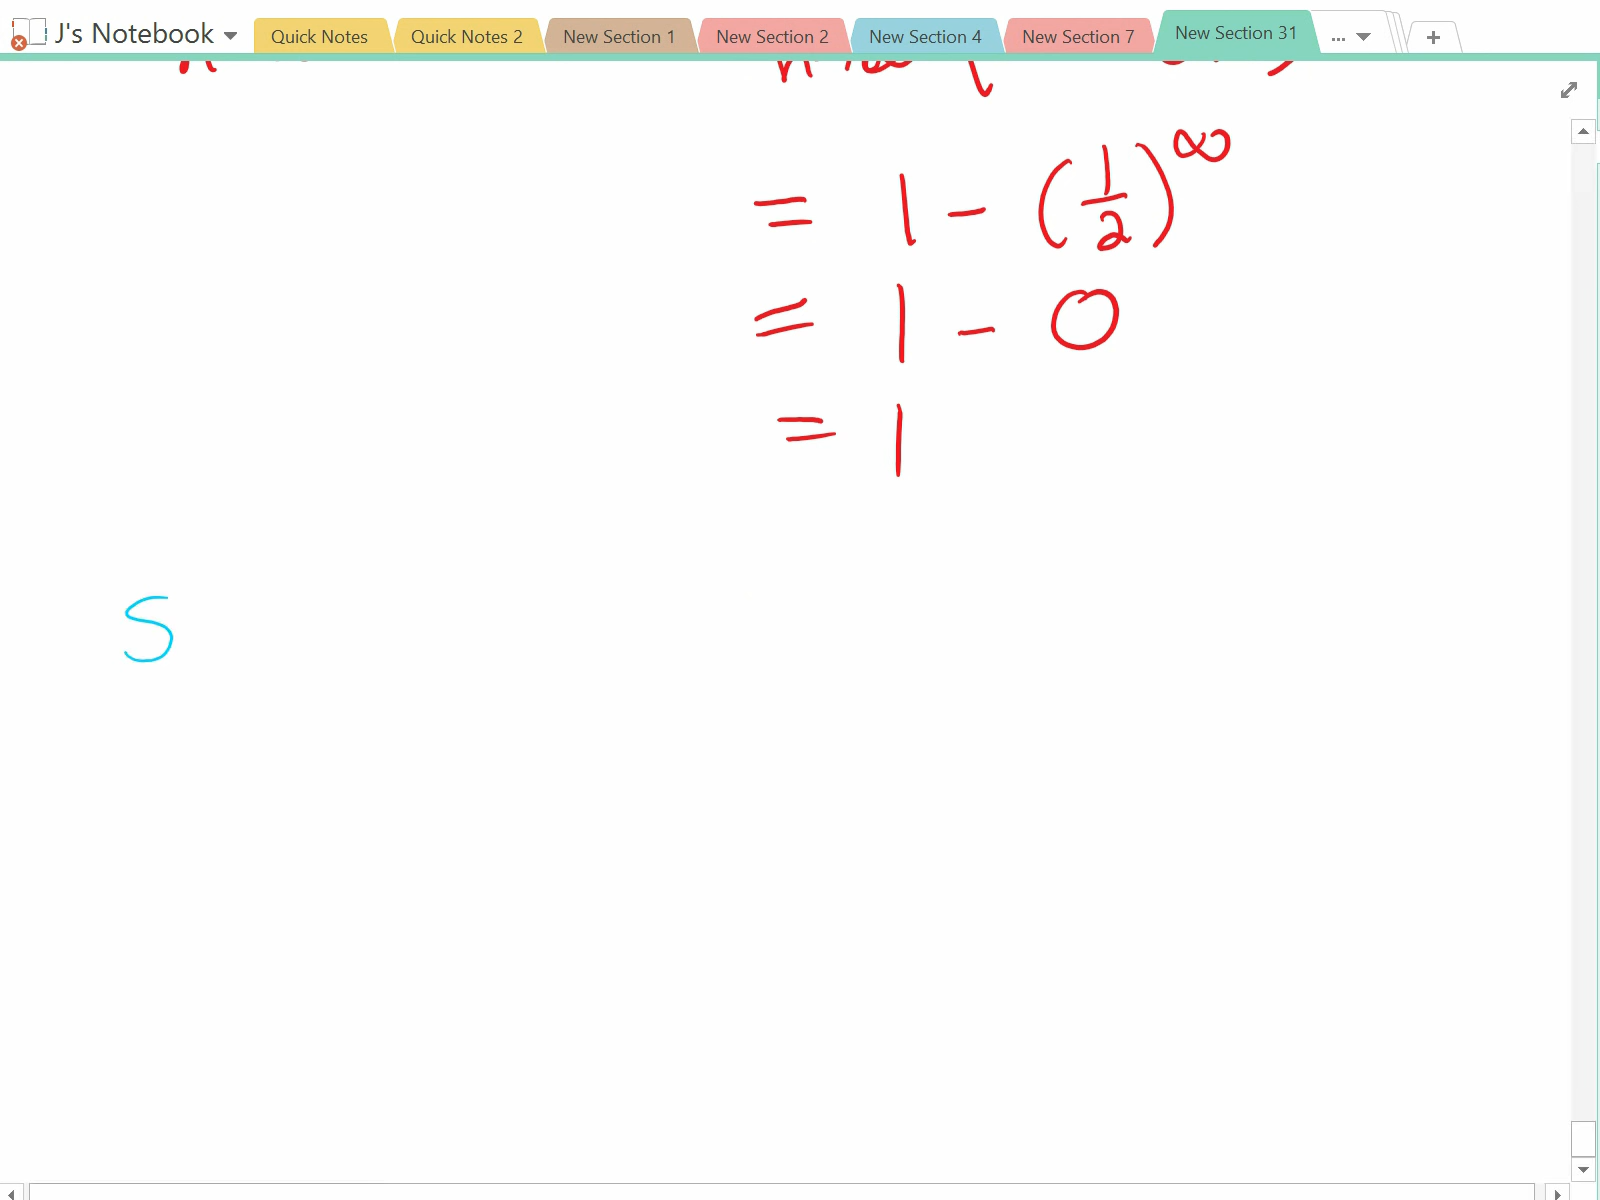 J's Notebook Quick Notes Quick Notes 2 New Section 1 New Section 2 New Section 4 New Section 7 New Section 31 ... +
= 1 - (1/2)^∞
= 1 - 0
= 1
S